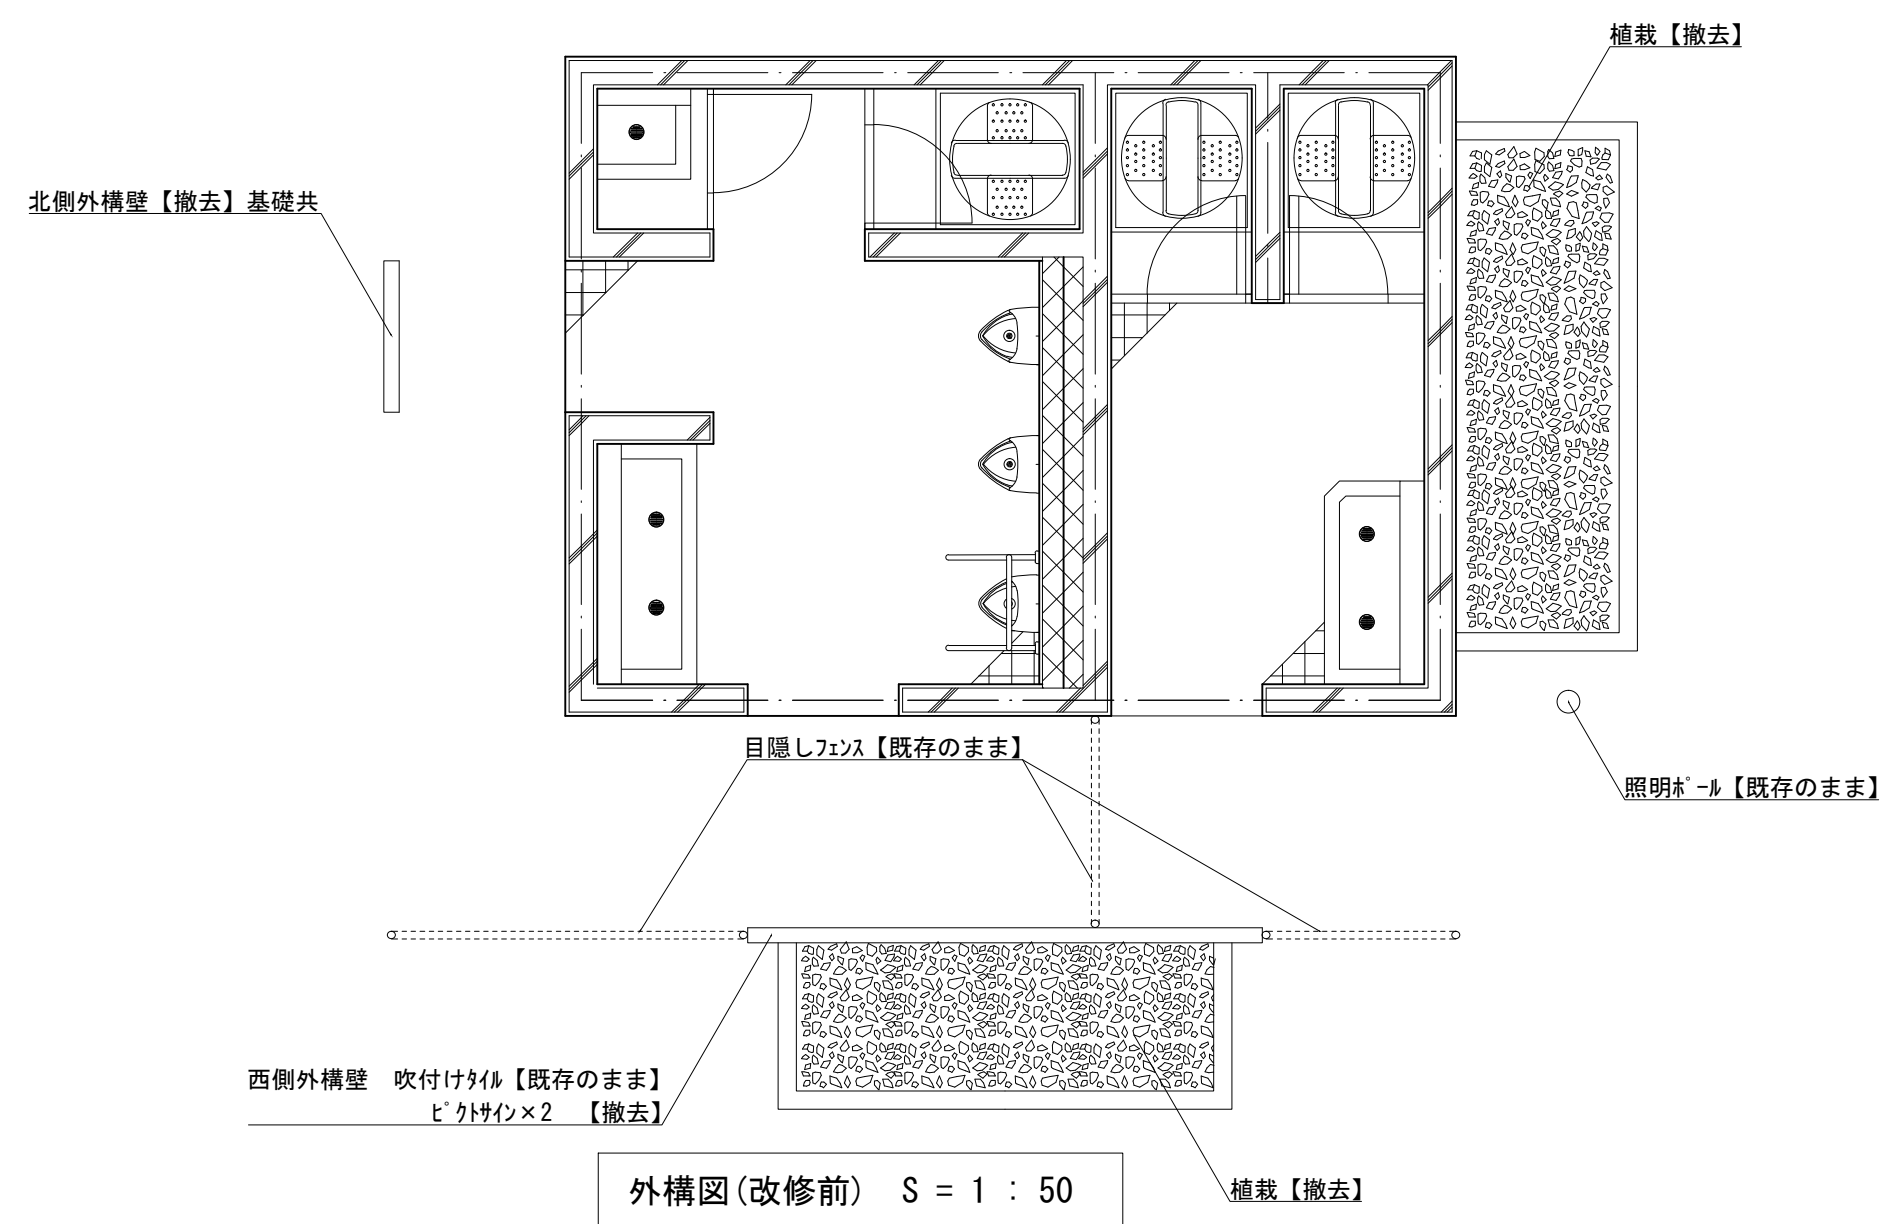 植栽【撤去】
北側外構壁【撤去】基礎共
目隠しﾌｪﾝｽ【既存のまま】
照明ﾎﾟｰﾙ【既存のまま】
西側外構壁　吹付けﾀｲﾙ【既存のまま】
ﾋﾟｸﾄｻｲﾝ×2　【撤去】
植栽【撤去】
外構図(改修前)　S = 1 : 50